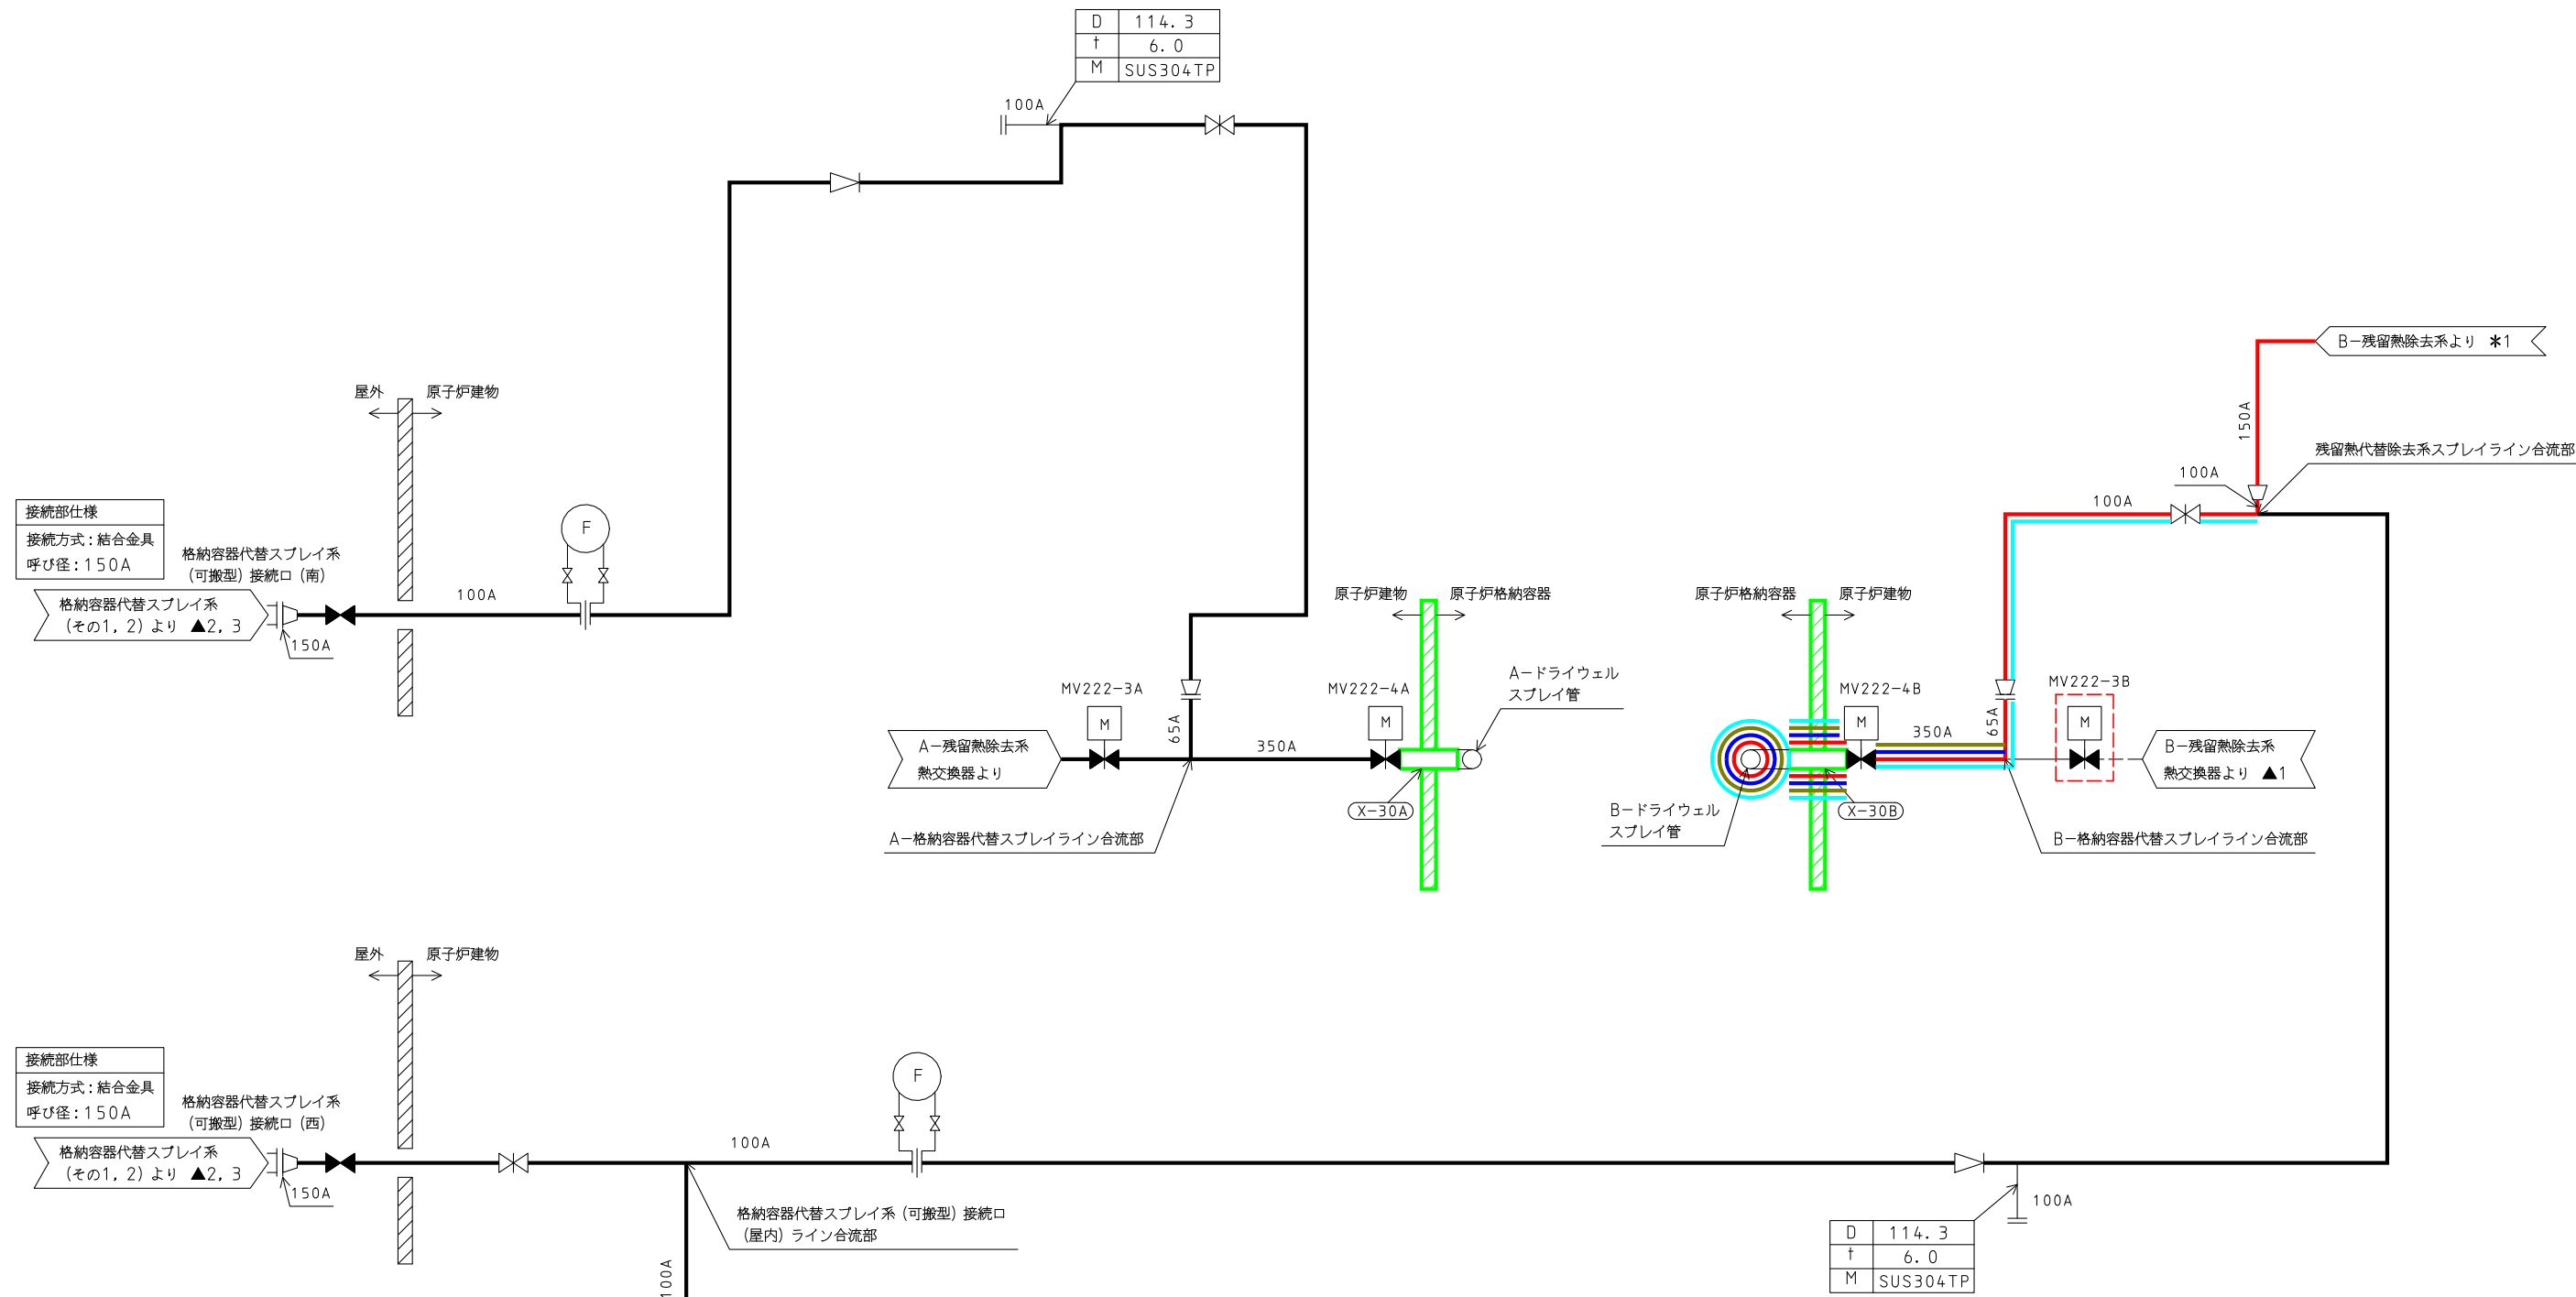 D 114.3
t 6.0
M SUS304TP
100A
B-残留熱除去系より *1
150A
残留熱代替除去系スプレイライン合流部
100A
100A
屋外
原子炉建物
接続部仕様
接続方式:結合金具
呼び径:150A
格納容器代替スプレイ系
(可搬型)接続口(南)
格納容器代替スプレイ系
(その1,2)より ▲2,3
150A
100A
F
原子炉建物
原子炉格納容器
原子炉格納容器
原子炉建物
MV222-3A
M
65A
A-残留熱除去系
熱交換器より
350A
MV222-4A
M
A-ドライウェル
スプレイ管
X-30A
A-格納容器代替スプレイライン合流部
MV222-4B
M
350A
65A
MV222-3B
M
B-残留熱除去系
熱交換器より ▲1
B-ドライウェル
スプレイ管
X-30B
B-格納容器代替スプレイライン合流部
屋外
原子炉建物
接続部仕様
接続方式:結合金具
呼び径:150A
格納容器代替スプレイ系
(可搬型)接続口(西)
格納容器代替スプレイ系
(その1,2)より ▲2,3
150A
100A
F
格納容器代替スプレイ系(可搬型)接続口
(屋内)ライン合流部
100A
100A
D 114.3
t 6.0
M SUS304TP